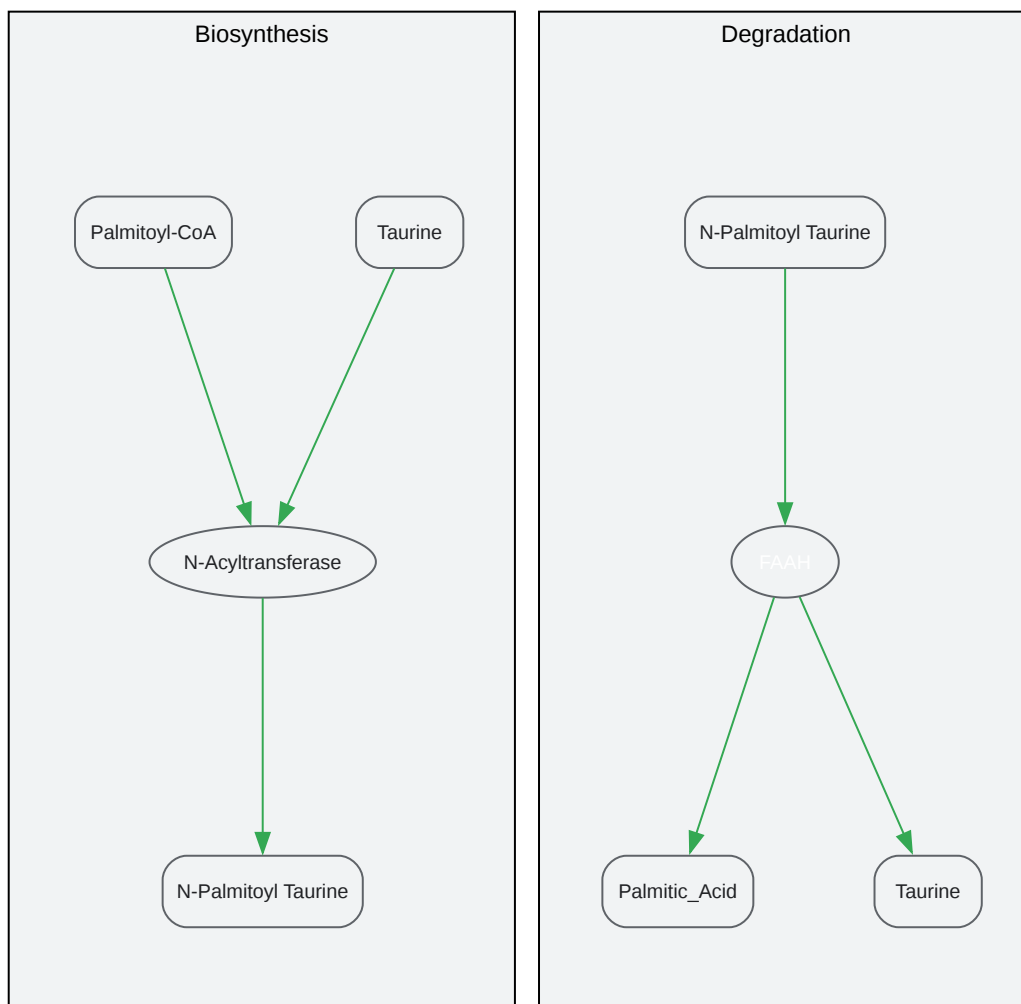 Biosynthesis
Palmitoyl-CoA
Taurine
N-Acyltransferase
N-Palmitoyl Taurine
Degradation
N-Palmitoyl Taurine
FAAH
Palmitic_Acid
Taurine